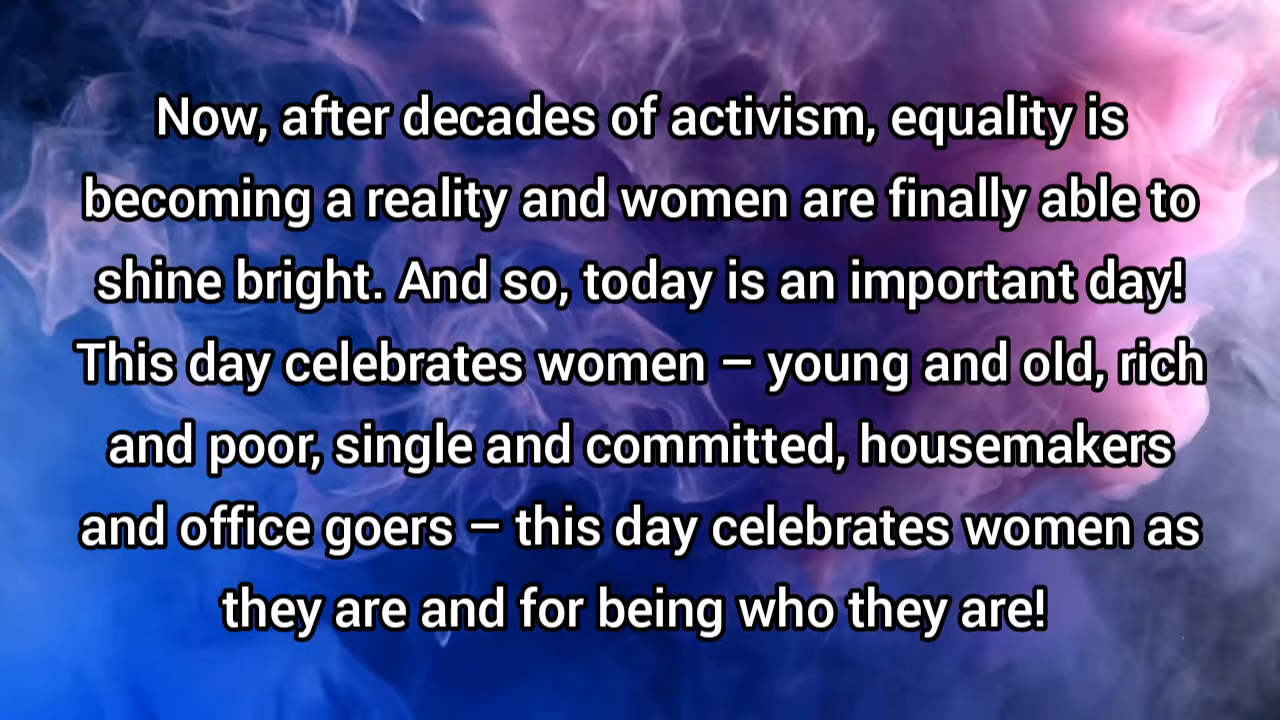 Now, after decades of activism, equality is
becoming a reality and women are finally able to
shine bright. And so, today is an important day!
This day celebrates women – young and old, rich
and poor, single and committed, housemakers
and office goers – this day celebrates women as
they are and for being who they are!